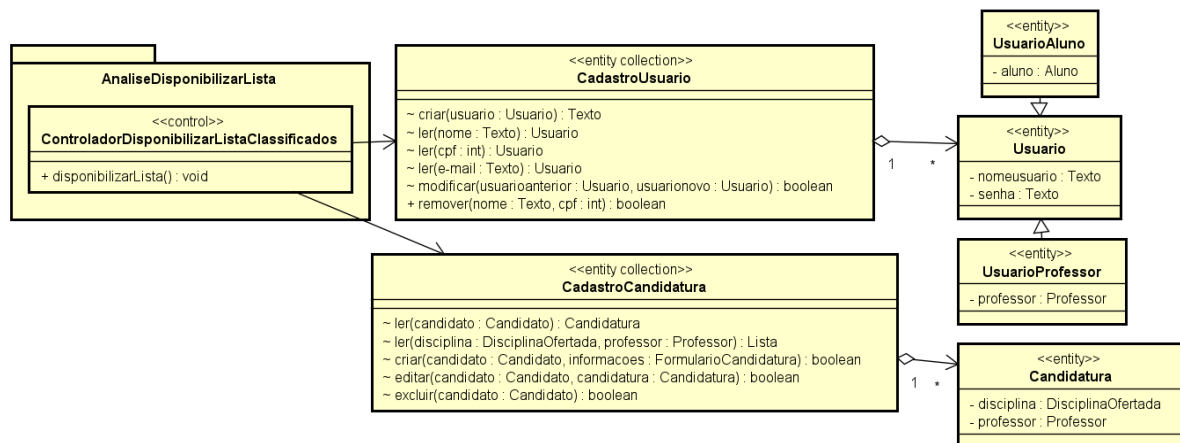 AnaliseDisponibilizarLista
<<control>>
ControladorDisponibilizarListaClassificados
+ disponibilizarLista() : void
<<entity collection>>
CadastroUsuario
~ criar(usuario : Usuario) : Texto
~ ler(nome : Texto) : Usuario
~ ler(cpf : int) : Usuario
~ ler(e-mail : Texto) : Usuario
~ modificar(usuarioanterior : Usuario, usuarionovo : Usuario) : boolean
+ remover(nome : Texto, cpf : int) : boolean
1
*
<<entity>>
UsuarioAluno
- aluno : Aluno
<<entity>>
Usuario
- nomeusuario : Texto
- senha : Texto
<<entity>>
UsuarioProfessor
- professor : Professor
<<entity collection>>
CadastroCandidatura
~ ler(candidato : Candidato) : Candidatura
~ ler(disciplina : DisciplinaOfertada, professor : Professor) : Lista
~ criar(candidato : Candidato, informacoes : FormularioCandidatura) : boolean
~ editar(candidato : Candidato, candidatura : Candidatura) : boolean
~ excluir(candidato : Candidato) : boolean
1
*
<<entity>>
Candidatura
- disciplina : DisciplinaOfertada
- professor : Professor